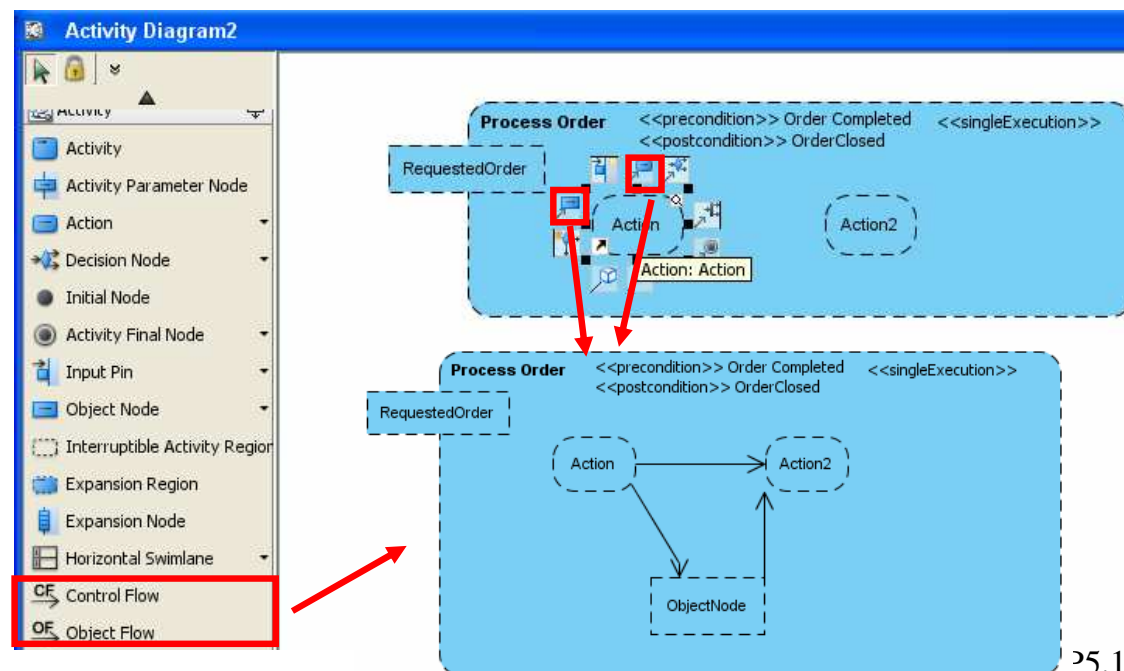 Activity Diagram2
Activity
Activity
Activity Parameter Node
Action
Decision Node
Initial Node
Activity Final Node
Input Pin
Object Node
Interruptible Activity Region
Expansion Region
Expansion Node
Horizontal Swimlane
CF Control Flow
OF Object Flow
Process Order <<precondition>> Order Completed <<singleExecution>>
<<postcondition>> OrderClosed
RequestedOrder
Action
Action2
Action: Action
Process Order <<precondition>> Order Completed <<singleExecution>>
<<postcondition>> OrderClosed
RequestedOrder
Action
Action2
ObjectNode
25.1